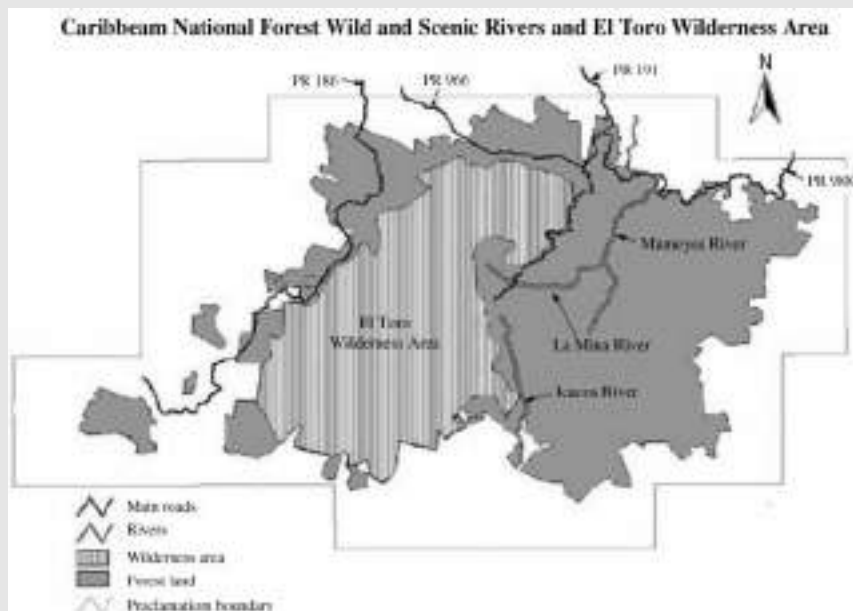 Caribbeam National Forest Wild and Scenic Rivers and El Toro Wilderness Area
N
PR 186
PR 966
PR 191
PR 988
Mameyes River
El Toro
Wilderness Area
La Mina River
Icacos River
Main roads
Rivers
Wilderness area
Forest land
Proclamation boundary